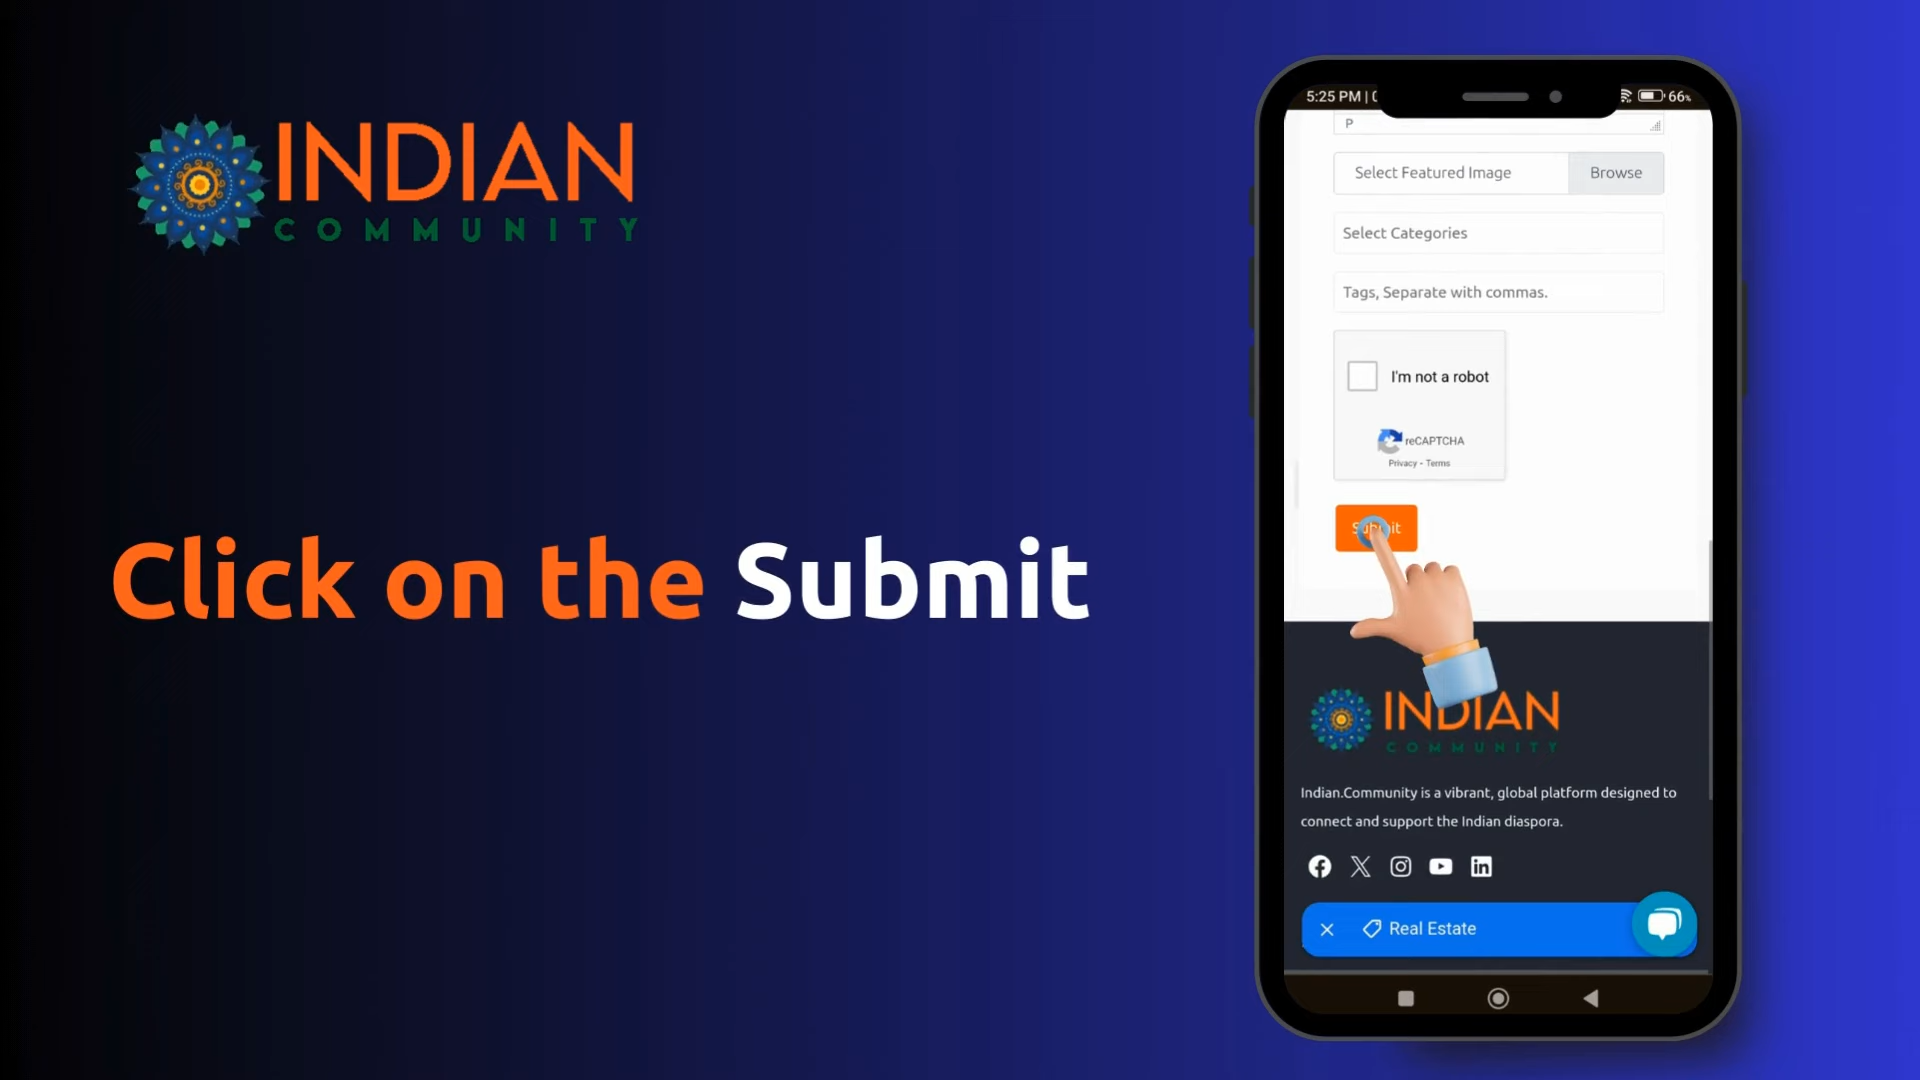 INDIAN
COMMUNITY
Click on the Submit
5:25 PM |
66%
P
Select Featured Image
Browse
Select Categories
Tags, Separate with commas.
I'm not a robot
reCAPTCHA
Privacy - Terms
Submit
INDIAN
COMMUNITY
Indian.Community is a vibrant, global platform designed to
connect and support the Indian diaspora.
Real Estate